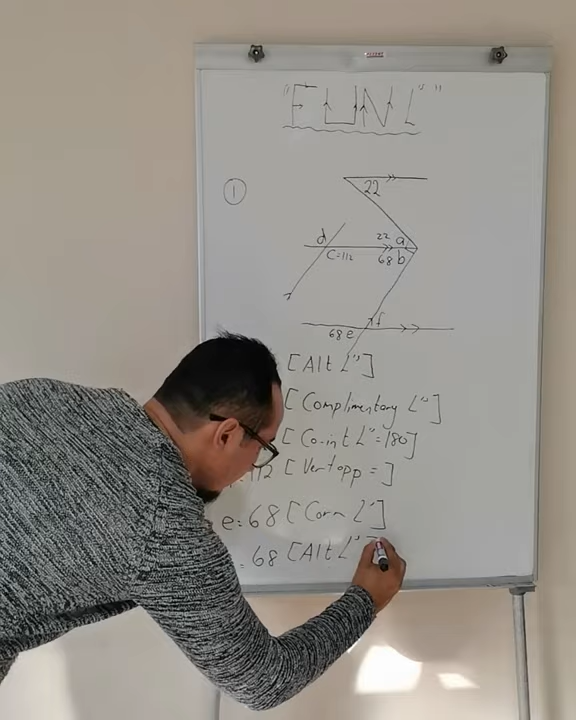 "FUN L's"
①
22
d 22 a
C=112 68 b
f
68 e
[Alt L's]
[Complimentary L's]
[Co-int L's=180]
=112 [Vert opp = ]
e=68 [Corr L's]
= 68 [Alt L's]